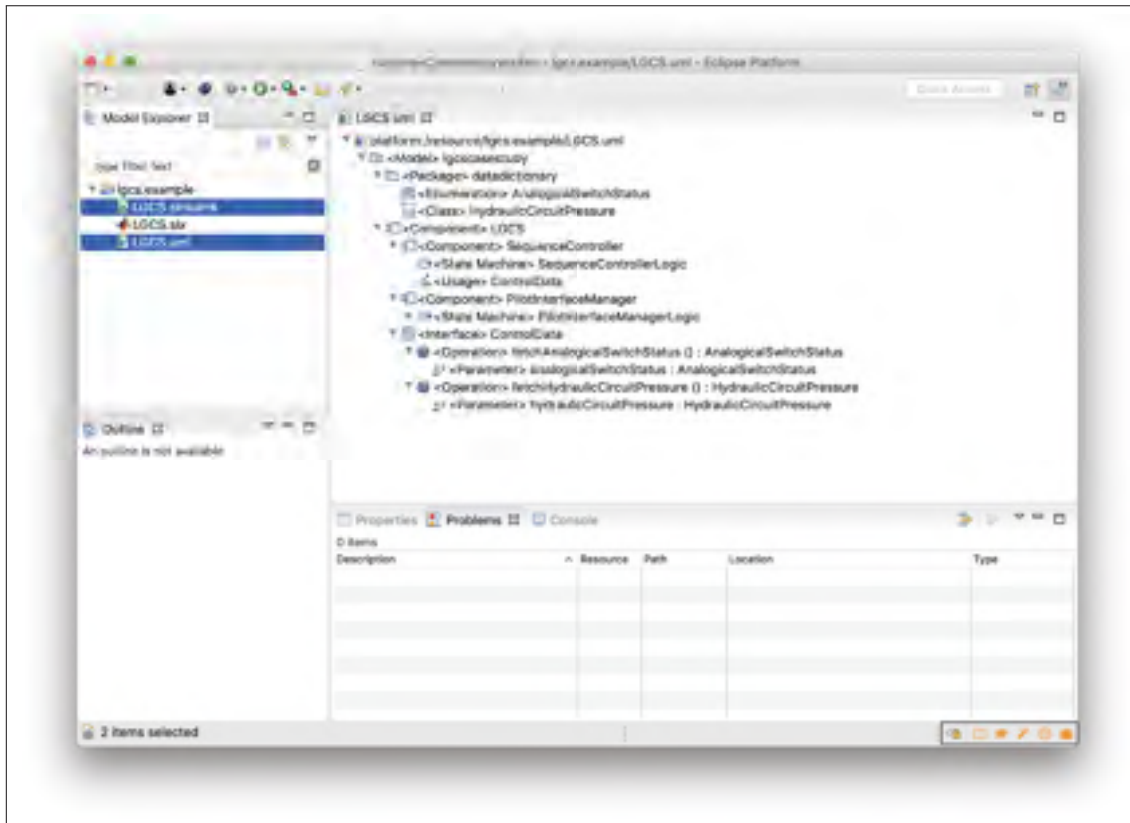 lgcs.example/LGCS.uml - Eclipse Platform
Quick Access
Model Explorer
type filter text
lgcs.example
LGCS.slx
LGCS.uml
Outline
An outline is not available
LGCS.uml
platform:/resource/lgcs.example/LGCS.uml
<Model> lgcscasestudy
<Package> datadictionary
<Enumeration> AnalogicalSwitchStatus
<Class> HydraulicCircuitPressure
<Component> LGCS
<Component> SequenceController
<State Machine> SequenceControllerLogic
<Usage> ControlData
<Component> PilotInterfaceManager
<State Machine> PilotInterfaceManagerLogic
<Interface> ControlData
<Operation> fetchAnalogicalSwitchStatus () : AnalogicalSwitchStatus
<Parameter> analogicalSwitchStatus : AnalogicalSwitchStatus
<Operation> fetchHydraulicCircuitPressure () : HydraulicCircuitPressure
<Parameter> hydraulicCircuitPressure : HydraulicCircuitPressure
Properties Problems Console
0 items
Description Resource Path Location Type
2 items selected